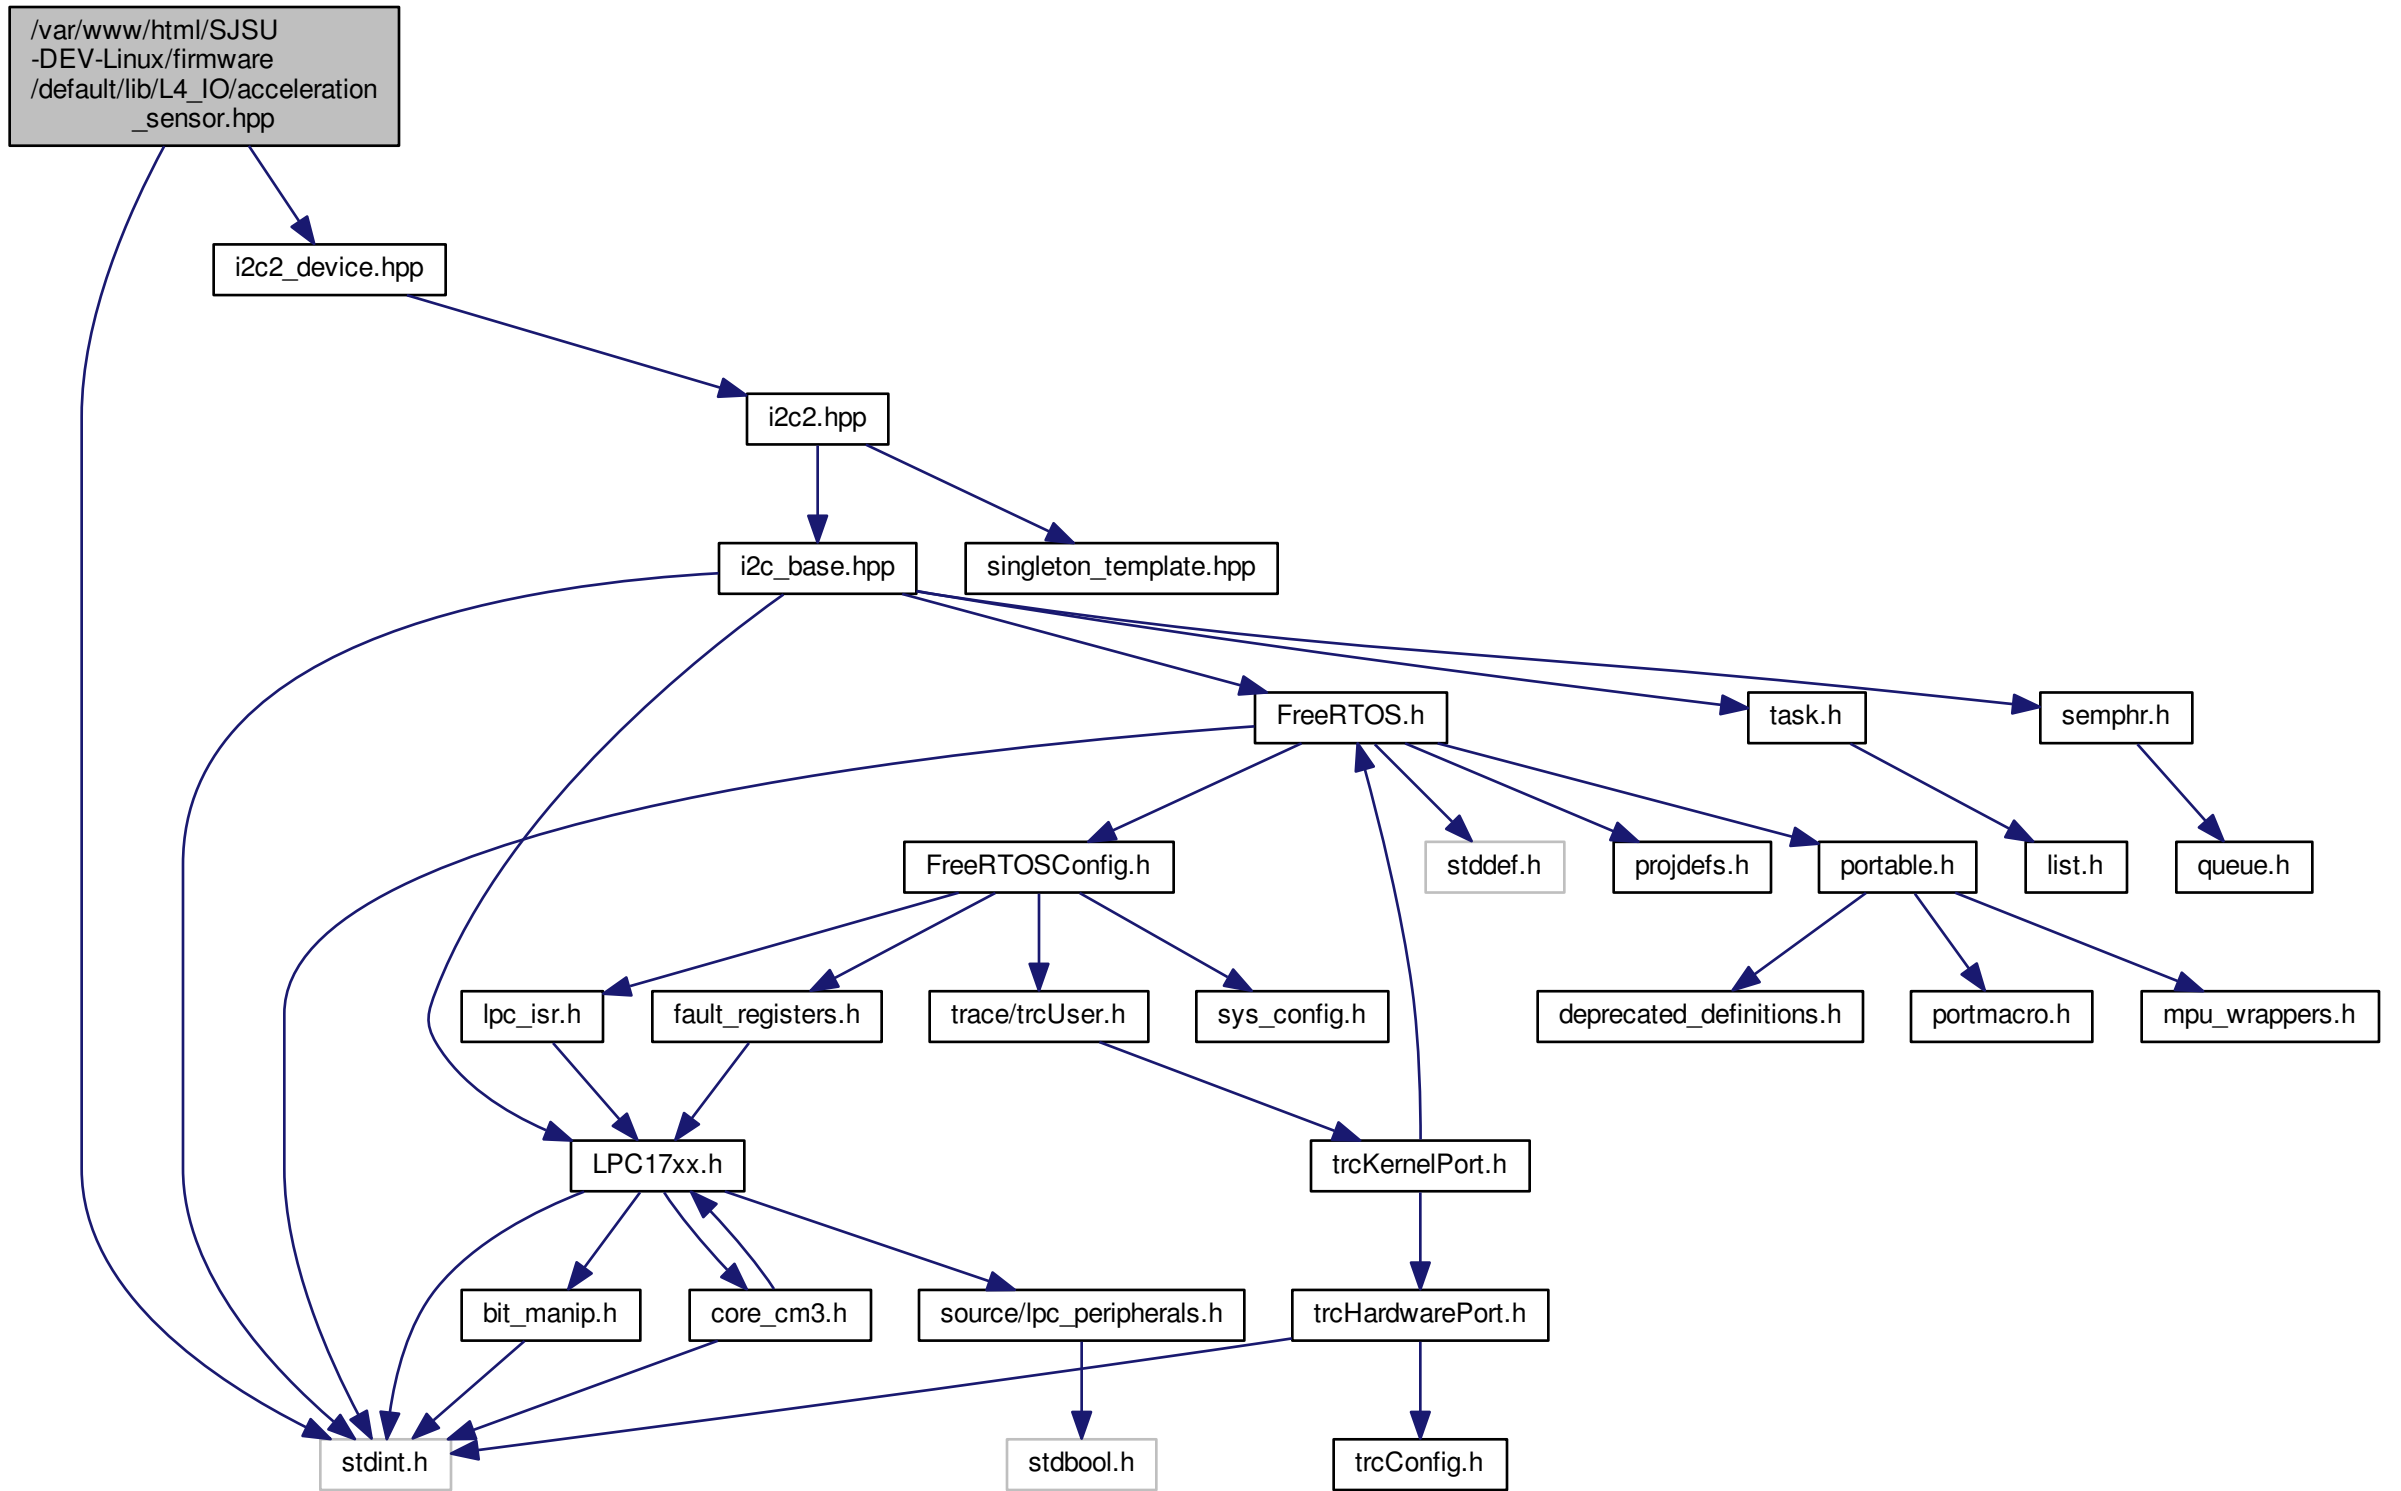 /var/www/html/SJSU
-DEV-Linux/firmware
/default/lib/L4_IO/acceleration
_sensor.hpp
i2c2_device.hpp
i2c2.hpp
i2c_base.hpp
singleton_template.hpp
FreeRTOS.h
task.h
semphr.h
FreeRTOSConfig.h
stddef.h
projdefs.h
portable.h
list.h
queue.h
lpc_isr.h
fault_registers.h
trace/trcUser.h
sys_config.h
deprecated_definitions.h
portmacro.h
mpu_wrappers.h
LPC17xx.h
trcKernelPort.h
bit_manip.h
core_cm3.h
source/lpc_peripherals.h
trcHardwarePort.h
stdint.h
stdbool.h
trcConfig.h